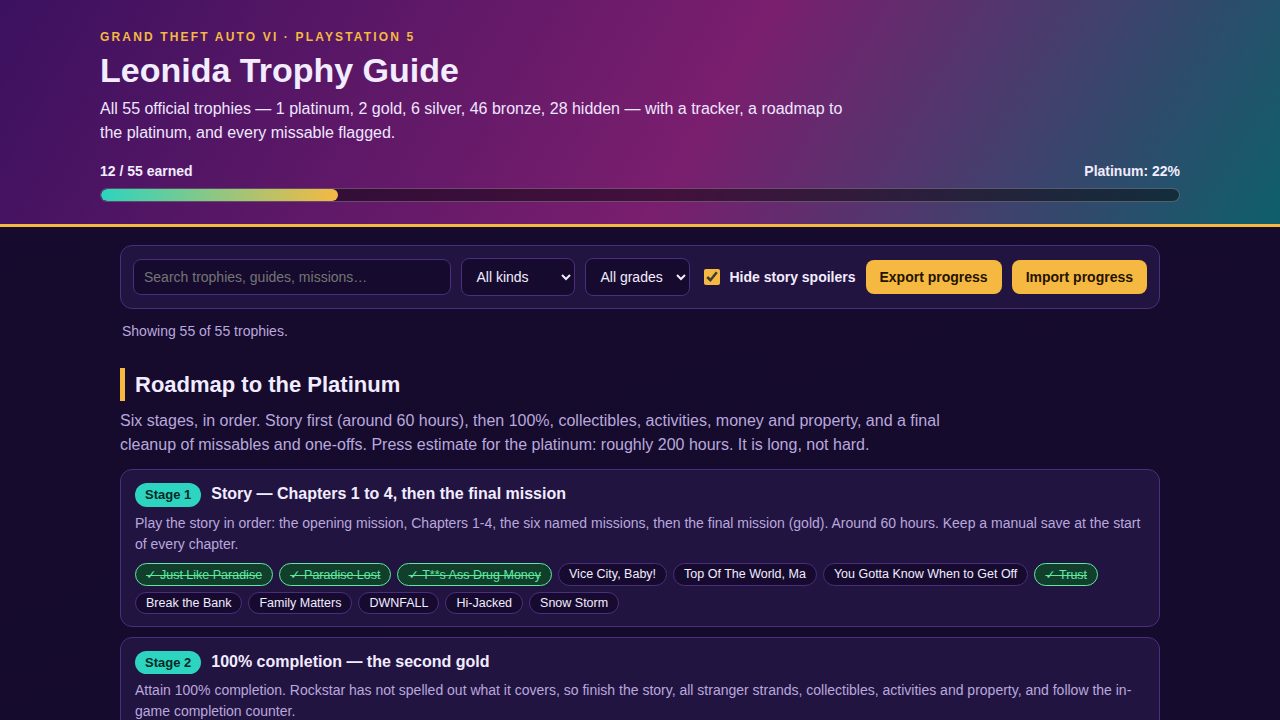 GRAND THEFT AUTO VI · PLAYSTATION 5
Leonida Trophy Guide
All 55 official trophies — 1 platinum, 2 gold, 6 silver, 46 bronze, 28 hidden — with a tracker, a roadmap to
the platinum, and every missable flagged.
12 / 55 earned Platinum: 22%
Search trophies, guides, missions… All kinds All grades Hide story spoilers Export progress Import progress
Showing 55 of 55 trophies.
Roadmap to the Platinum
Six stages, in order. Story first (around 60 hours), then 100%, collectibles, activities, money and property, and a final
cleanup of missables and one-offs. Press estimate for the platinum: roughly 200 hours. It is long, not hard.
Stage 1 Story — Chapters 1 to 4, then the final mission
Play the story in order: the opening mission, Chapters 1-4, the six named missions, then the final mission (gold). Around 60 hours. Keep a manual save at the start
of every chapter.
✓ Just Like Paradise ✓ Paradise Lost ✓ T**s Ass Drug Money Vice City, Baby! Top Of The World, Ma You Gotta Know When to Get Off ✓ Trust
Break the Bank Family Matters DWNFALL Hi-Jacked Snow Storm
Stage 2 100% completion — the second gold
Attain 100% completion. Rockstar has not spelled out what it covers, so finish the story, all stranger strands, collectibles, activities and property, and follow the in-
game completion counter.